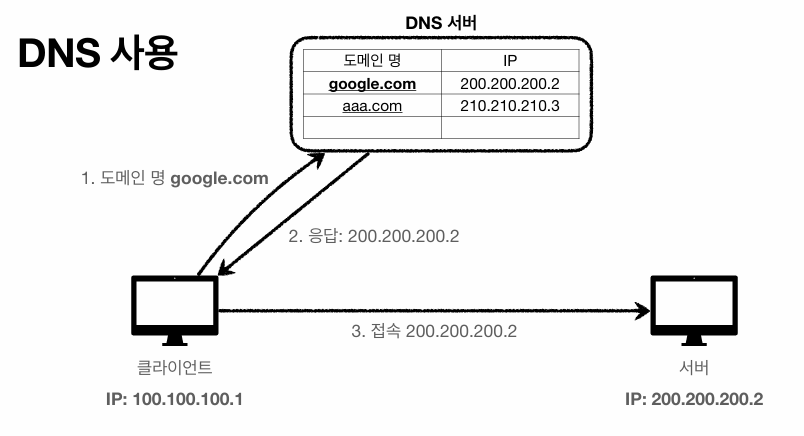 DNS 서버
DNS 사용
도메인 명 IP
google.com 200.200.200.2
aaa.com 210.210.210.3
1. 도메인 명 google.com
2. 응답: 200.200.200.2
3. 접속 200.200.200.2
클라이언트
IP: 100.100.100.1
서버
IP: 200.200.200.2